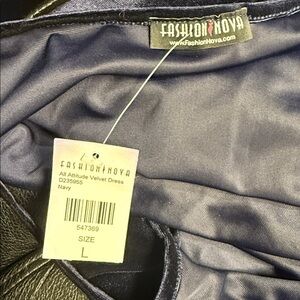 FASHION NOVA
www.FashionNova.com
FASHION NOVA
All Attitude Velvet Dress
D235955
Navy
547369
SIZE
L